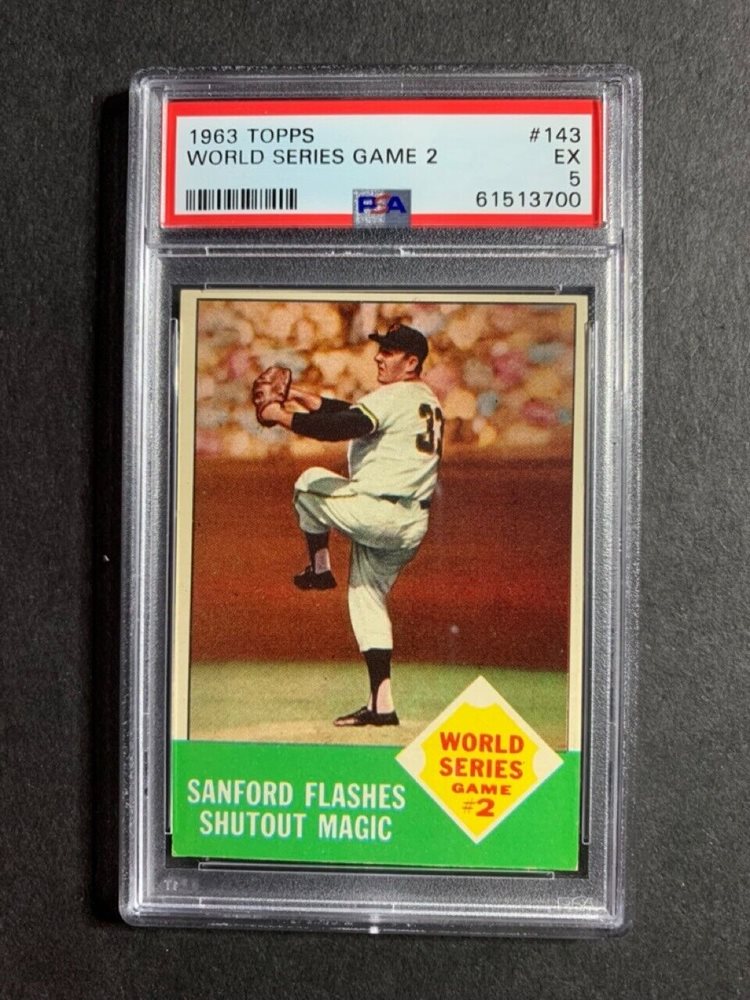 1963 TOPPS #143
WORLD SERIES GAME 2 EX
5
PSA 61513700
33
WORLD
SERIES
GAME
#2
SANFORD FLASHES
SHUTOUT MAGIC